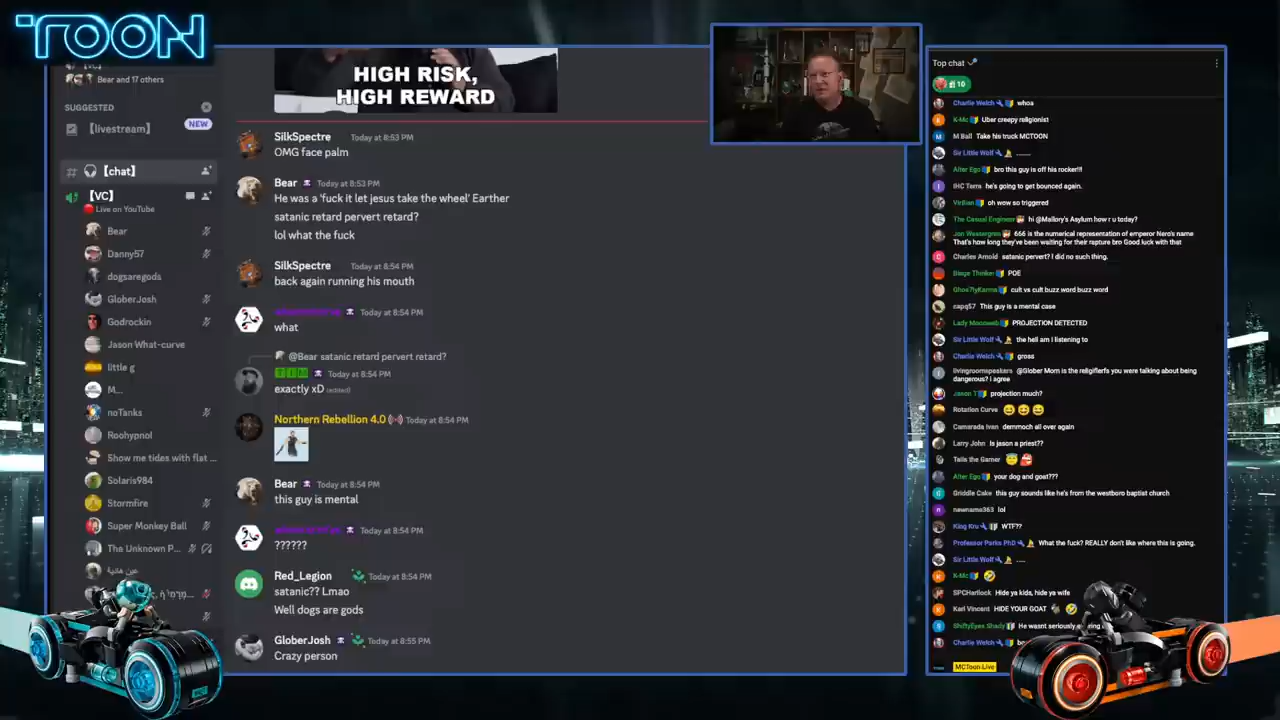 TOON
[VC]
Bear and 17 others
SUGGESTED
【livestream】
NEW
【chat】
【VC】
Live on YouTube
Bear
Danny57
dogsaregods
GloberJosh
Godrockin
Jason What-curve
little g
M...
noTanks
Roohypnol
Show me tides with flat ...
Solaris984
Stormfire
Super Monkey Ball
The Unknown P...
HIGH RISK,
HIGH REWARD
SilkSpectre Today at 8:53 PM
OMG face palm
Bear Today at 8:53 PM
He was a 'fuck it let jesus take the wheel' Earther
satanic retard pervert retard?
lol what the fuck
SilkSpectre Today at 8:54 PM
back again running his mouth
Today at 8:54 PM
what
@Bear satanic retard pervert retard?
Today at 8:54 PM
exactly xD (edited)
Northern Rebellion 4.0 Today at 8:54 PM
Bear Today at 8:54 PM
this guy is mental
Today at 8:54 PM
??????
Red_Legion Today at 8:54 PM
satanic?? Lmao
Well dogs are gods
GloberJosh Today at 8:55 PM
Crazy person
Top chat
10
Charlie Welch whoa
K-Mc Uber creepy religionist
M Ball Take his truck MCTOON
Sir Little Wolf
Alter Ego bro this guy is off his rocker!!!
IHC Terra he's going to get bounced again.
Virtian oh wow so triggered
The Casual Engineer hi @Mallory's Asylum how r u today?
Jon Westergren 666 is the numerical representation of emperor Nero's name
That's how long they've been waiting for their rapture bro Good luck with that
Charles Arnold satanic pervert? I did no such thing.
Thinker POE
Ghos7lyKarma cult vs cult buzz word buzz word
capq57 This guy is a mental case
Lady PROJECTION DETECTED
Sir Little Wolf the hell am I listening to
Charlie Welch gross
livingroomspeakers @Glober Mom is the religiflerfs you were talking about being
dangerous? I agree
Jason T projection much?
Rotation Curve
Camarada Ivan demmoch all over again
Larry John Is jason a priest??
Tails the Gamer
Alter Ego your dog and goat???
Griddle Cake this guy sounds like he's from the westboro baptist church
newname363 lol
King Kru WTF??
Professor Parks PhD What the fuck? REALLY don't like where this is going.
Sir Little Wolf
K-Mc
SPCHarlock Hide ya kids, hide ya wife
Karl Vincent HIDE YOUR GOAT
ShiftyEyes Shady He wasnt seriously
Charlie Welch
MCToon Live